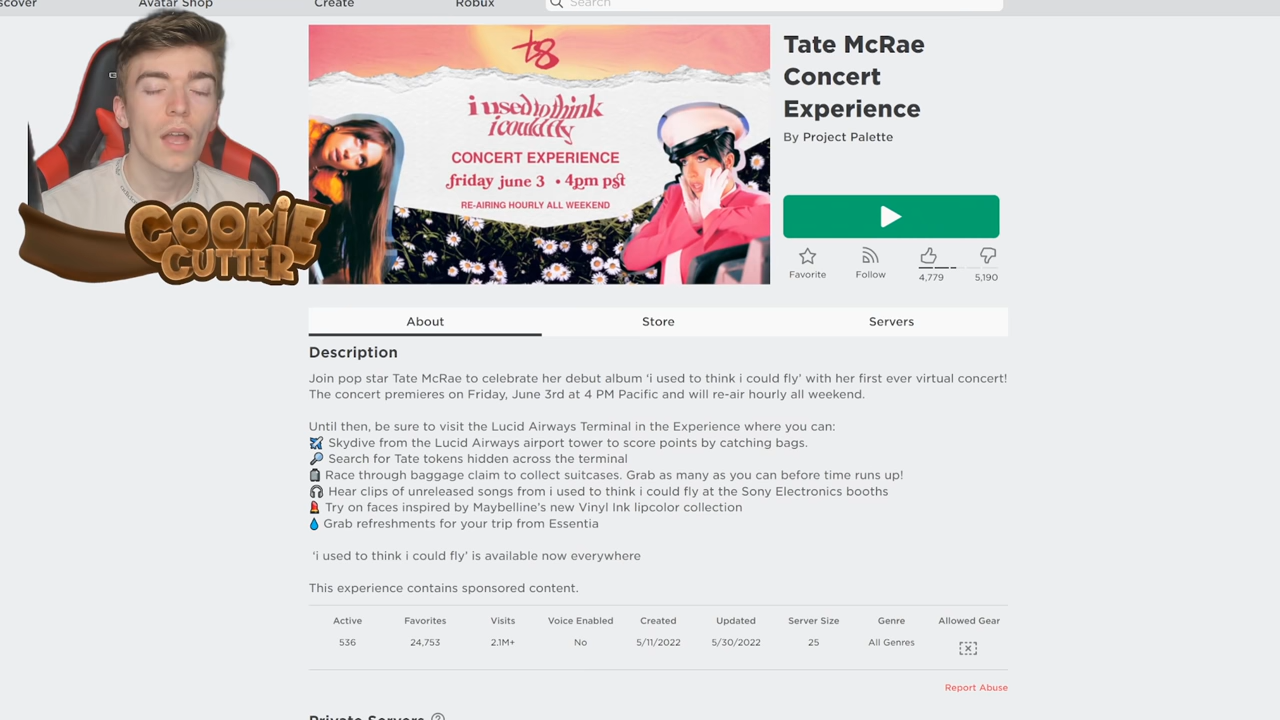 scover
Avatar Shop
Create
Robux
Search
t8
i used to think
i could fly
CONCERT EXPERIENCE
friday june 3 • 4pm pst
RE-AIRING HOURLY ALL WEEKEND
Tate McRae
Concert
Experience
By Project Palette
COOKIE
CUTTER
Favorite
Follow
4,779
5,190
About
Store
Servers
Description
Join pop star Tate McRae to celebrate her debut album ‘i used to think i could fly’ with her first ever virtual concert!
The concert premieres on Friday, June 3rd at 4 PM Pacific and will re-air hourly all weekend.
Until then, be sure to visit the Lucid Airways Terminal in the Experience where you can:
✈️ Skydive from the Lucid Airways airport tower to score points by catching bags.
🔎 Search for Tate tokens hidden across the terminal
🧳 Race through baggage claim to collect suitcases. Grab as many as you can before time runs up!
🎧 Hear clips of unreleased songs from i used to think i could fly at the Sony Electronics booths
💄 Try on faces inspired by Maybelline’s new Vinyl Ink lipcolor collection
💧 Grab refreshments for your trip from Essentia
‘i used to think i could fly’ is available now everywhere
This experience contains sponsored content.
Active Favorites Visits Voice Enabled Created Updated Server Size Genre Allowed Gear
536 24,753 2.1M+ No 5/11/2022 5/30/2022 25 All Genres
Report Abuse
Private Servers